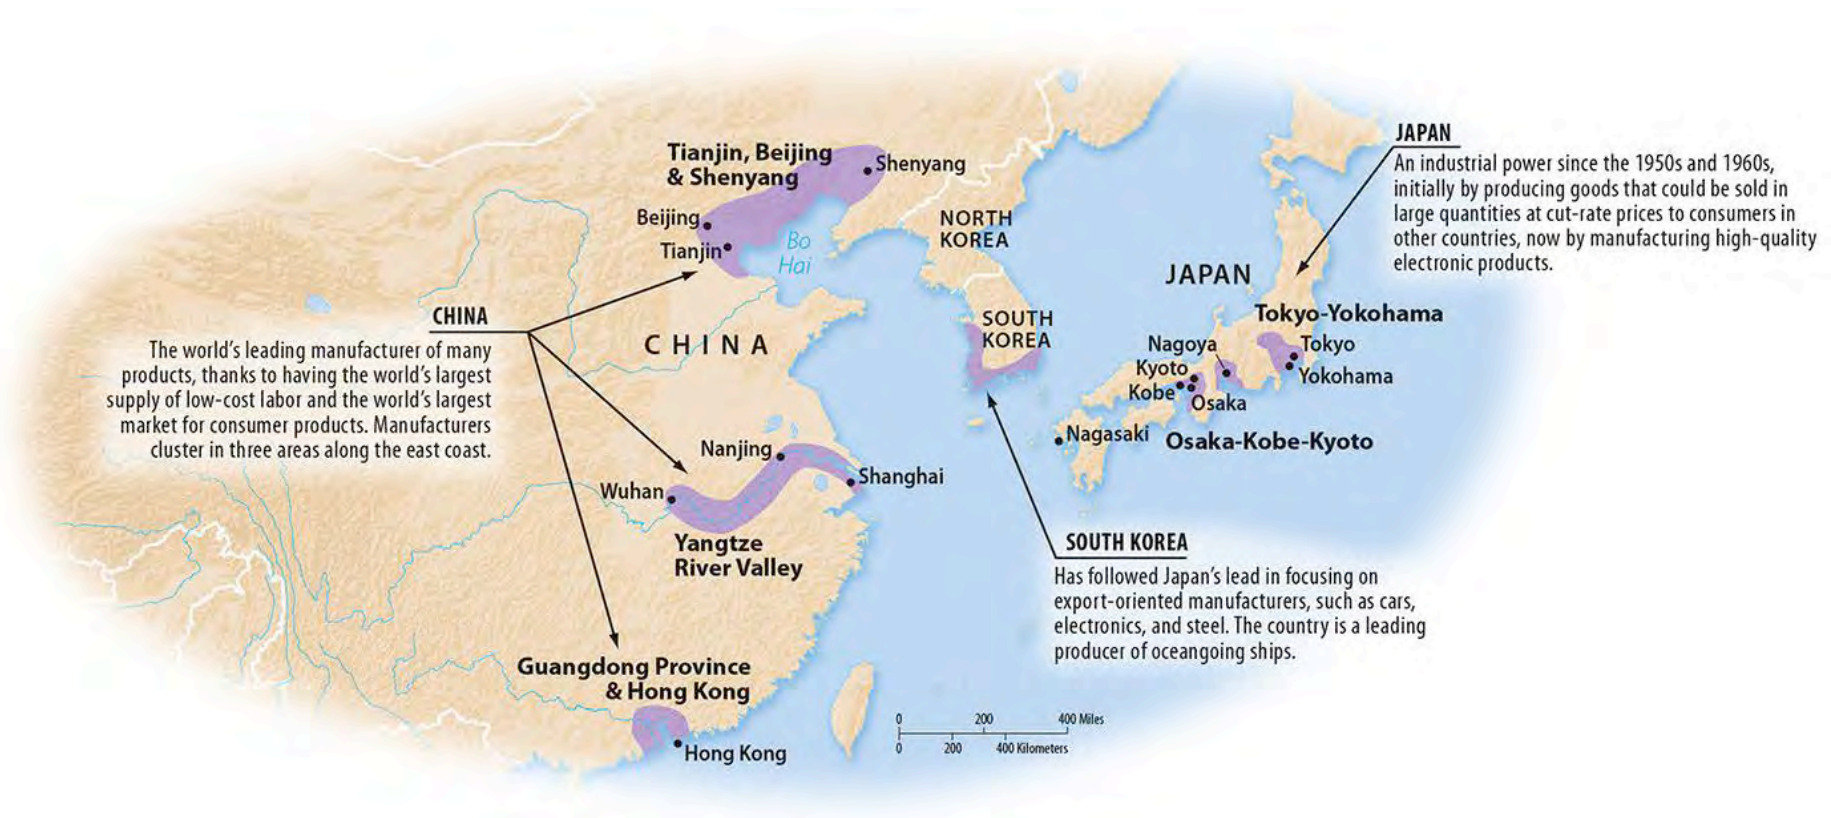 Tianjin, Beijing
& Shenyang
Shenyang
Beijing
Tianjin
Bo
Hai
NORTH
KOREA
SOUTH
KOREA
JAPAN
An industrial power since the 1950s and 1960s,
initially by producing goods that could be sold in
large quantities at cut-rate prices to consumers in
other countries, now by manufacturing high-quality
electronic products.
JAPAN
Tokyo-Yokohama
Nagoya
Tokyo
Kyoto
Yokohama
Kobe
Osaka
Nagasaki
Osaka-Kobe-Kyoto
CHINA
The world's leading manufacturer of many
products, thanks to having the world's largest
supply of low-cost labor and the world's largest
market for consumer products. Manufacturers
cluster in three areas along the east coast.
CHINA
Nanjing
Shanghai
Wuhan
Yangtze
River Valley
SOUTH KOREA
Has followed Japan's lead in focusing on
export-oriented manufacturers, such as cars,
electronics, and steel. The country is a leading
producer of oceangoing ships.
Guangdong Province
& Hong Kong
Hong Kong
0 200 400 Miles
0 200 400 Kilometers